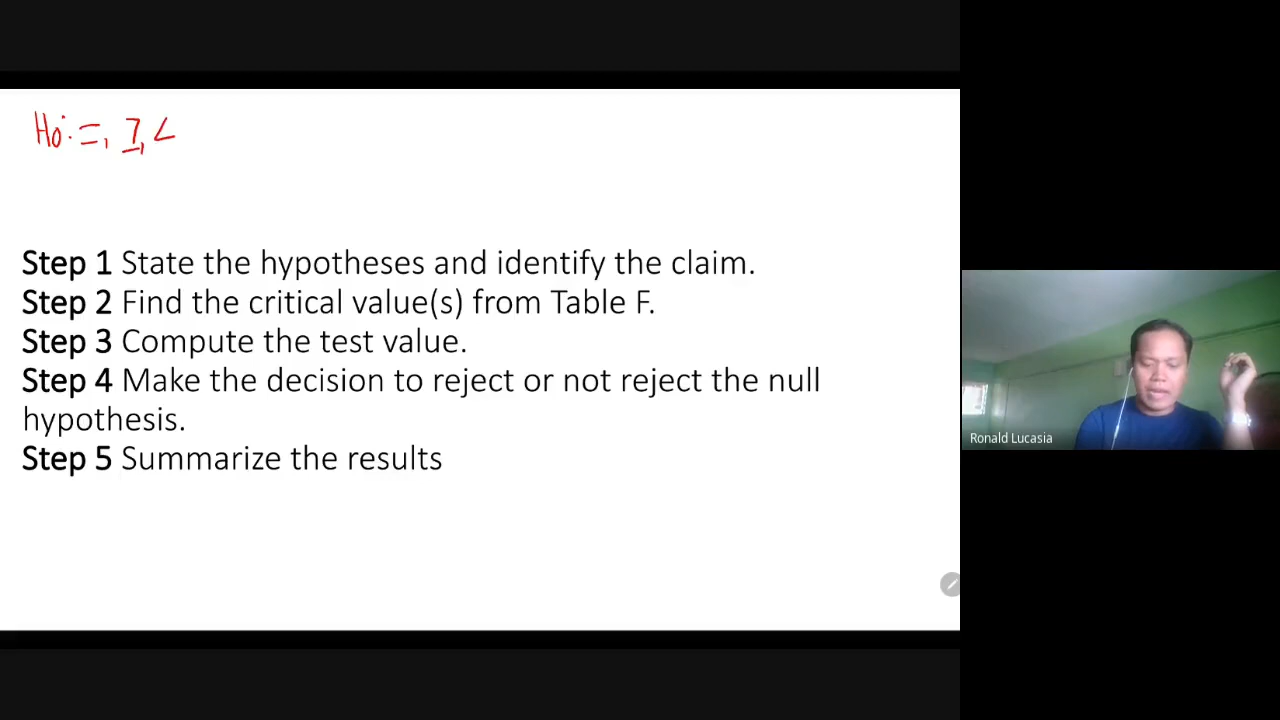 Ho: =, ≥, <
Step 1 State the hypotheses and identify the claim.
Step 2 Find the critical value(s) from Table F.
Step 3 Compute the test value.
Step 4 Make the decision to reject or not reject the null
hypothesis.
Step 5 Summarize the results
Ronald Lucasia